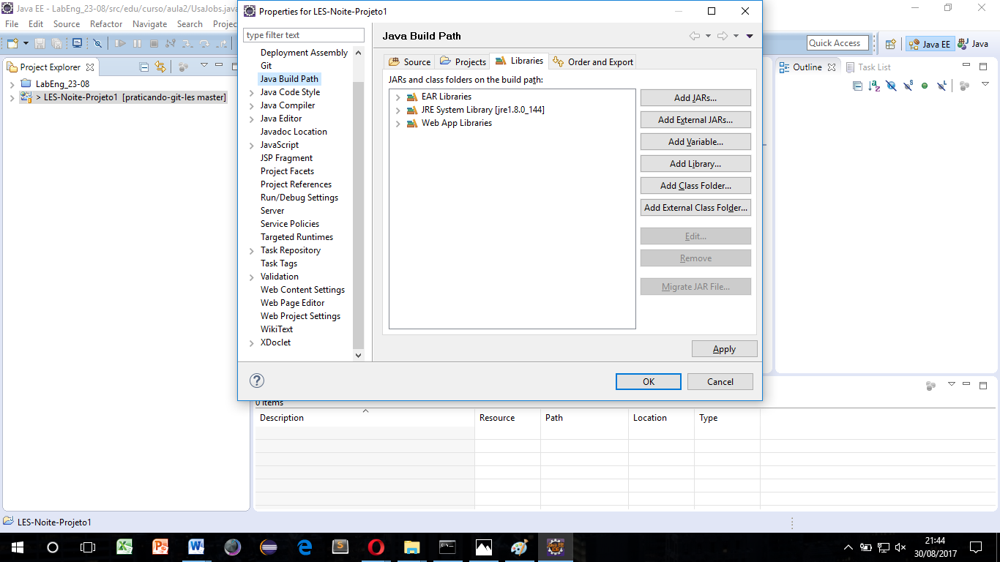 Java EE - LabEng_23-08/src/edu/curso/aula2/UsaJobs.java
File Edit Source Refactor Navigate Search Projec
Quick Access
Java EE
Java
Project Explorer
LabEng_23-08
> LES-Noite-Projeto1 [praticando-git-les master]
Properties for LES-Noite-Projeto1
type filter text
Deployment Assembly
Git
Java Build Path
Java Code Style
Java Compiler
Java Editor
Javadoc Location
JavaScript
JSP Fragment
Project Facets
Project References
Run/Debug Settings
Server
Service Policies
Targeted Runtimes
Task Repository
Task Tags
Validation
Web Content Settings
Web Page Editor
Web Project Settings
WikiText
XDoclet
Java Build Path
Source Projects Libraries Order and Export
JARs and class folders on the build path:
EAR Libraries
JRE System Library [jre1.8.0_144]
Web App Libraries
Add JARs...
Add External JARs...
Add Variable...
Add Library...
Add Class Folder...
Add External Class Folder...
Edit...
Remove
Migrate JAR File...
Apply
OK Cancel
Outline
Task List
0 items
Description Resource Path Location Type
LES-Noite-Projeto1
21:44
30/08/2017